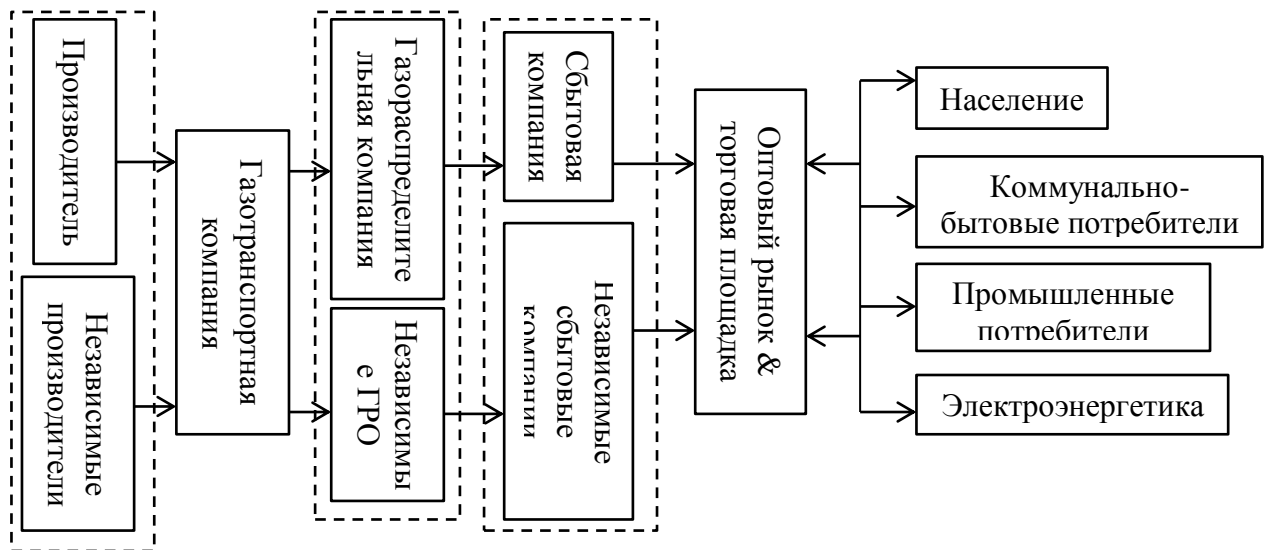 Производитель
Независимые
производители
Газотранспортная
компания
Газораспределите
льная компания
Независимы
е ГРО
Сбытовая
компания
Независимые
сбытовые
компании
Оптовый рынок &
торговая площадка
Население
Коммунально-
бытовые потребители
Промышленные
потребители
Электроэнергетика